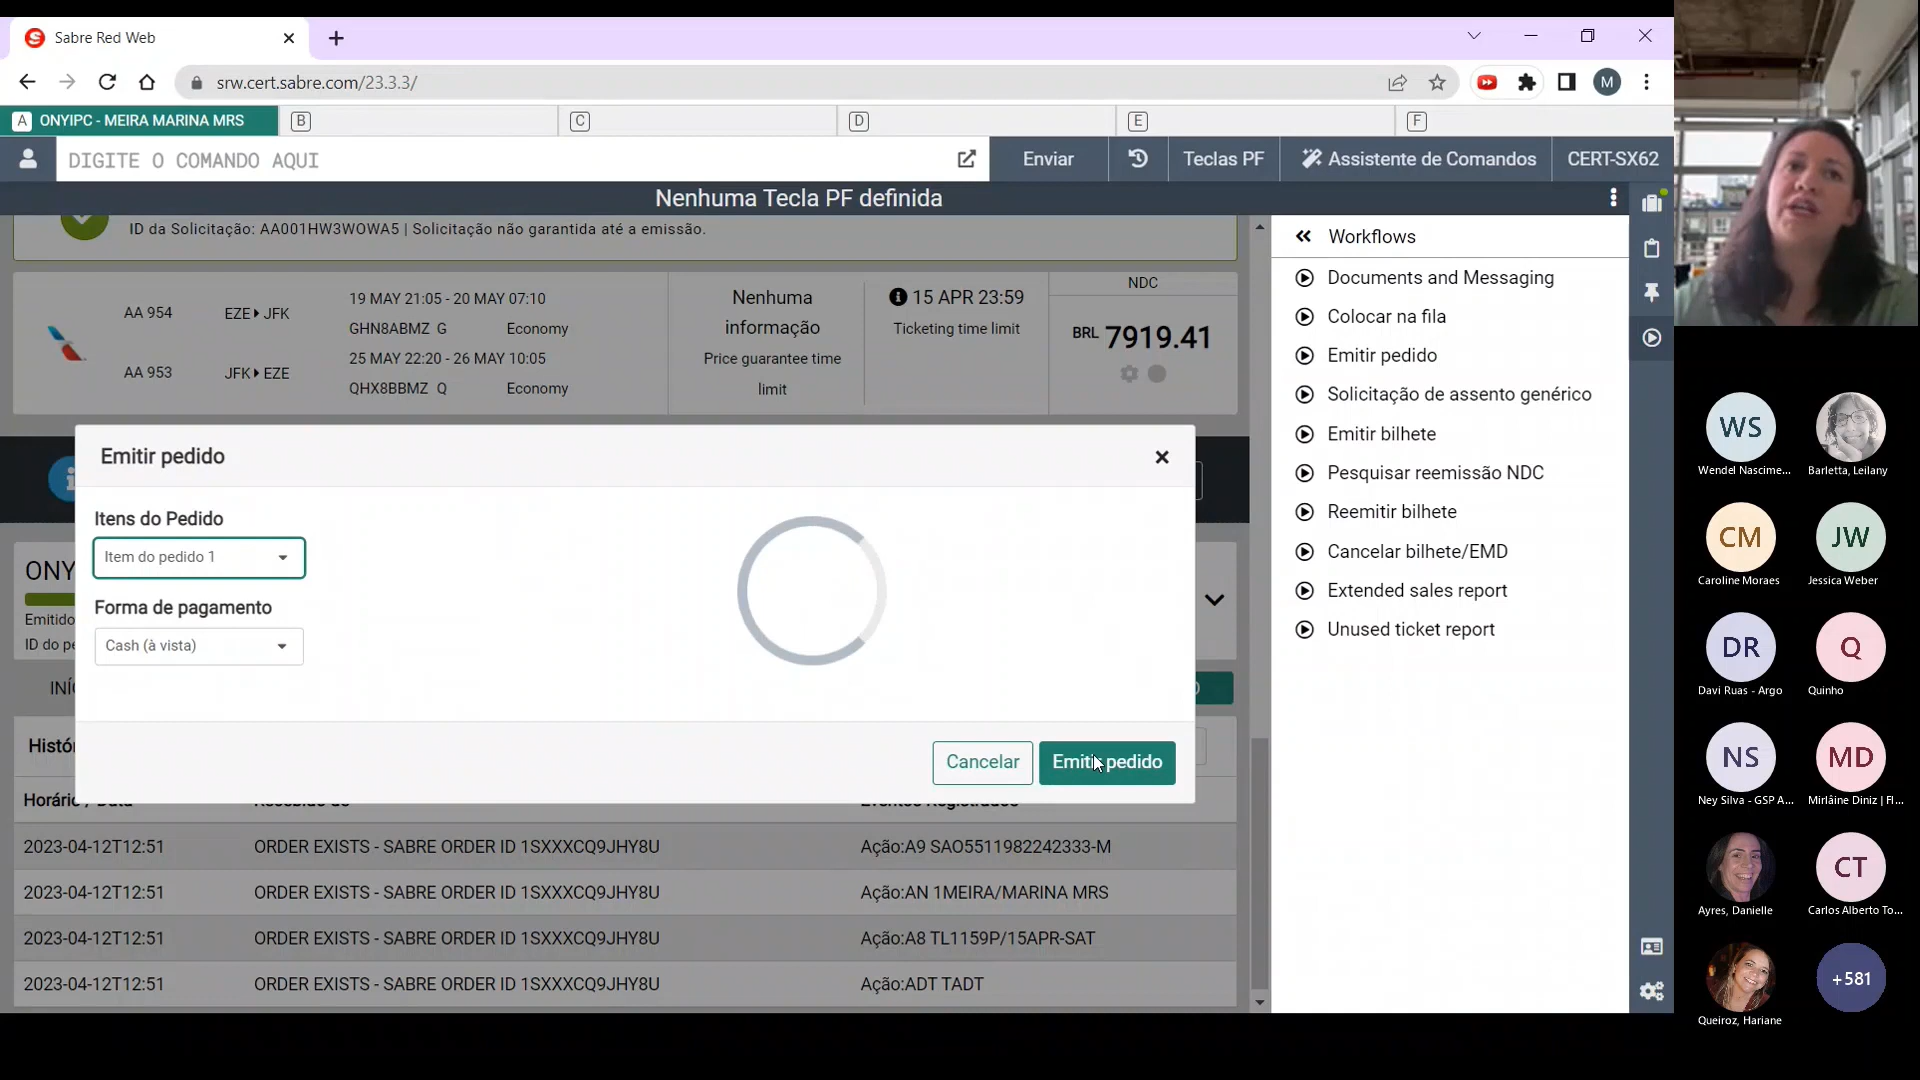 Sabre Red Web
srw.cert.sabre.com/23.3.3/
M
A ONYIPC - MEIRA MARINA MRS
B
C
D
E
F
DIGITE O COMANDO AQUI
Enviar
Teclas PF
Assistente de Comandos
CERT-SX62
Nenhuma Tecla PF definida
ID da Solicitação: AA001HW3WOWA5 | Solicitação não garantida até a emissão.
AA 954
EZE JFK
19 MAY 21:05 - 20 MAY 07:10
GHN8ABMZ G Economy
AA 953
JFK EZE
25 MAY 22:20 - 26 MAY 10:05
QHX8BBMZ Q Economy
Nenhuma
informação
Price guarantee time
limit
15 APR 23:59
Ticketing time limit
NDC
BRL 7919.41
Emitir pedido
Itens do Pedido
Item do pedido 1
Forma de pagamento
Cash (à vista)
Cancelar
Emitir pedido
ONY
Emitido
ID do pe
INÍ
Histó
Horário / Data
Eventos Registrados
2023-04-12T12:51 ORDER EXISTS - SABRE ORDER ID 1SXXXCQ9JHY8U Ação:A9 SAO5511982242333-M
2023-04-12T12:51 ORDER EXISTS - SABRE ORDER ID 1SXXXCQ9JHY8U Ação:AN 1MEIRA/MARINA MRS
2023-04-12T12:51 ORDER EXISTS - SABRE ORDER ID 1SXXXCQ9JHY8U Ação:A8 TL1159P/15APR-SAT
2023-04-12T12:51 ORDER EXISTS - SABRE ORDER ID 1SXXXCQ9JHY8U Ação:ADT TADT
Workflows
Documents and Messaging
Colocar na fila
Emitir pedido
Solicitação de assento genérico
Emitir bilhete
Pesquisar reemissão NDC
Reemitir bilhete
Cancelar bilhete/EMD
Extended sales report
Unused ticket report
WS
Wendel Nascime...
Barletta, Leilany
CM
Caroline Moraes
JW
Jessica Weber
DR
Davi Ruas - Argo
Q
Quinho
NS
Ney Silva - GSP A...
MD
Mirlâine Diniz | Fl...
Ayres, Danielle
CT
Carlos Alberto To...
Queiroz, Hariane
+581